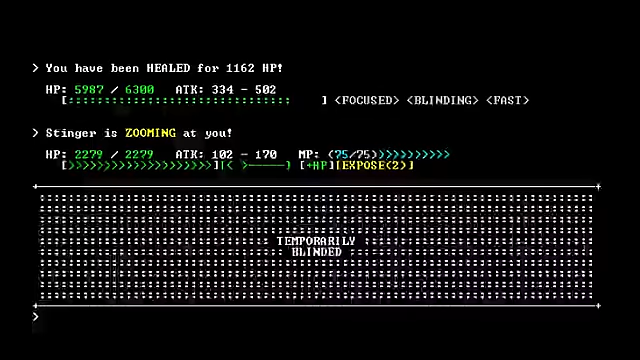 > You have been HEALED for 1162 HP!
HP: 5987 / 6300 ATK: 334 - 502
[::::::::::::::::::::::::::::: ] <FOCUSED> <BLINDING> <FAST>
> Stinger is ZOOMING at you!
HP: 2279 / 2279 ATK: 102 - 170 MP: (75/75)>>>>>>>>>>
[>>>>>>>>>>>>>>>>>>>>][< >-----} [+HP][EXPOSE(2)]
TEMPORARILY
BLINDED
>